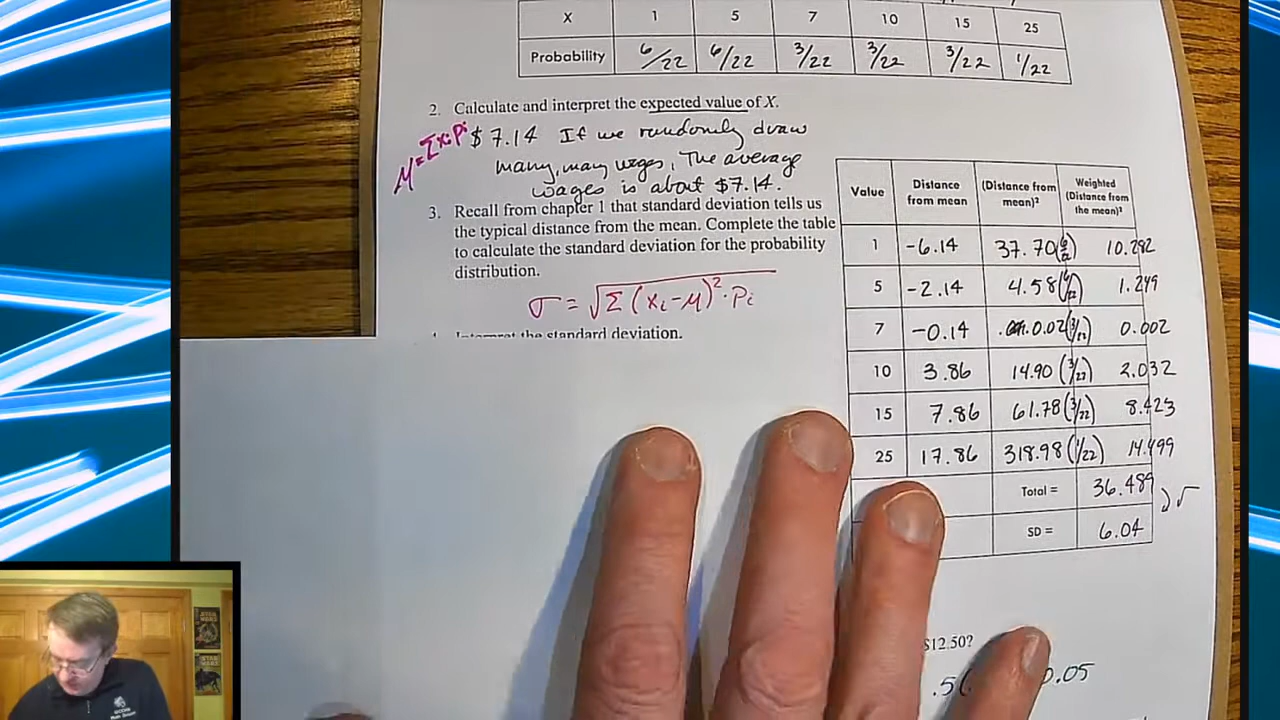 X 1 5 7 10 15 25
Probability 6/22 6/22 3/22 3/22 3/22 1/22
2. Calculate and interpret the expected value of X.
μ=Σxᵢpᵢ $7.14 If we randomly draw
many, many wages, The average
wages is about $7.14.
3. Recall from chapter 1 that standard deviation tells us
the typical distance from the mean. Complete the table
to calculate the standard deviation for the probability
distribution.
σ = √Σ(xᵢ-μ)²·pᵢ
Interpret the standard deviation.
Value Distance from mean (Distance from mean)² Weighted (Distance from the mean)²
1 -6.14 37.70(6/22) 10.282
5 -2.14 4.58(6/22) 1.249
7 -0.14 0.02(3/22) 0.002
10 3.86 14.90(3/22) 2.032
15 7.86 61.78(3/22) 8.423
25 17.86 318.98(1/22) 14.499
Total = 36.489 √
SD = 6.04
$12.50?
0.05
STAR WARS
STAR WARS